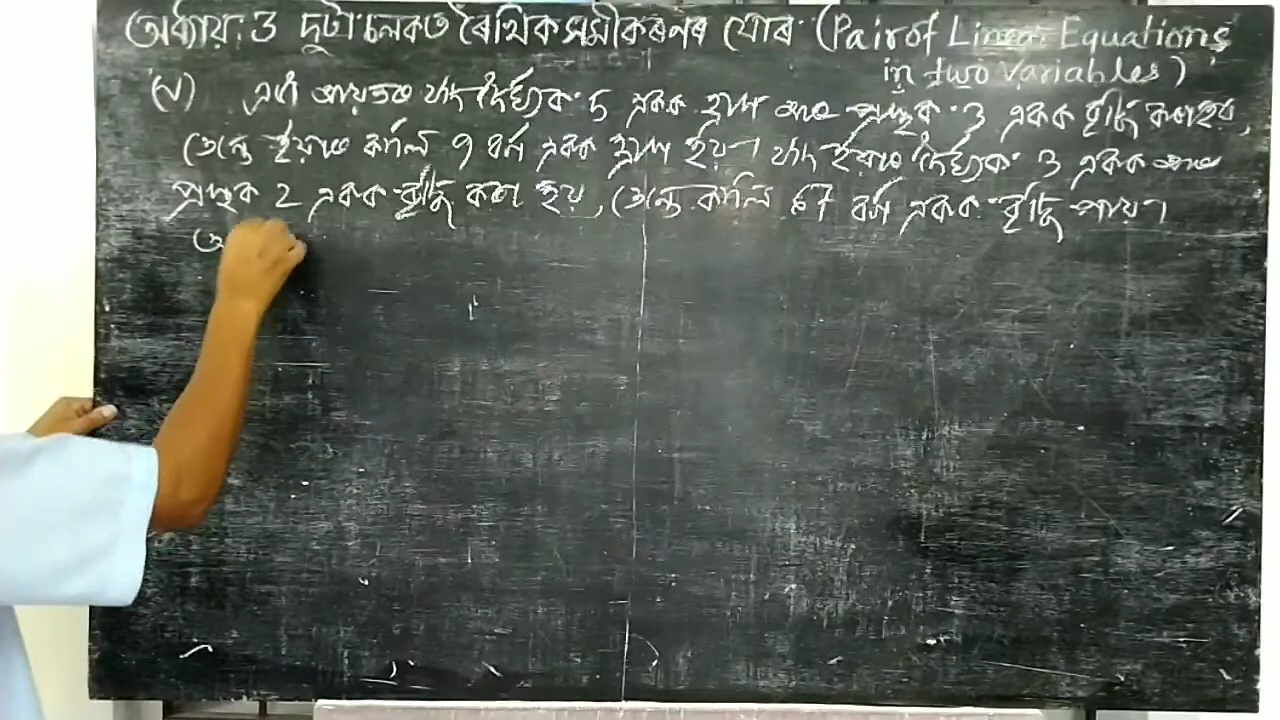 অধ্যায়: 3 দুটা চলকত ৰৈখিক সমীকৰণৰ যোৰ (Pair of Linear Equations
in two Variables)
(v) এটা আয়তৰ যদি দৈৰ্ঘ্যক 5 একক হ্ৰাস আৰু প্ৰস্থক 3 একক বৃদ্ধি কৰা হয়,
তেন্তে ইয়াৰ কালি 9 বৰ্গ একক হ্ৰাস হয়। যদি ইয়াৰ দৈৰ্ঘ্যক 3 একক আৰু
প্ৰস্থক 2 একক বৃদ্ধি কৰা হয়, তেন্তে কালি 67 বৰ্গ একক বৃদ্ধি পায়।